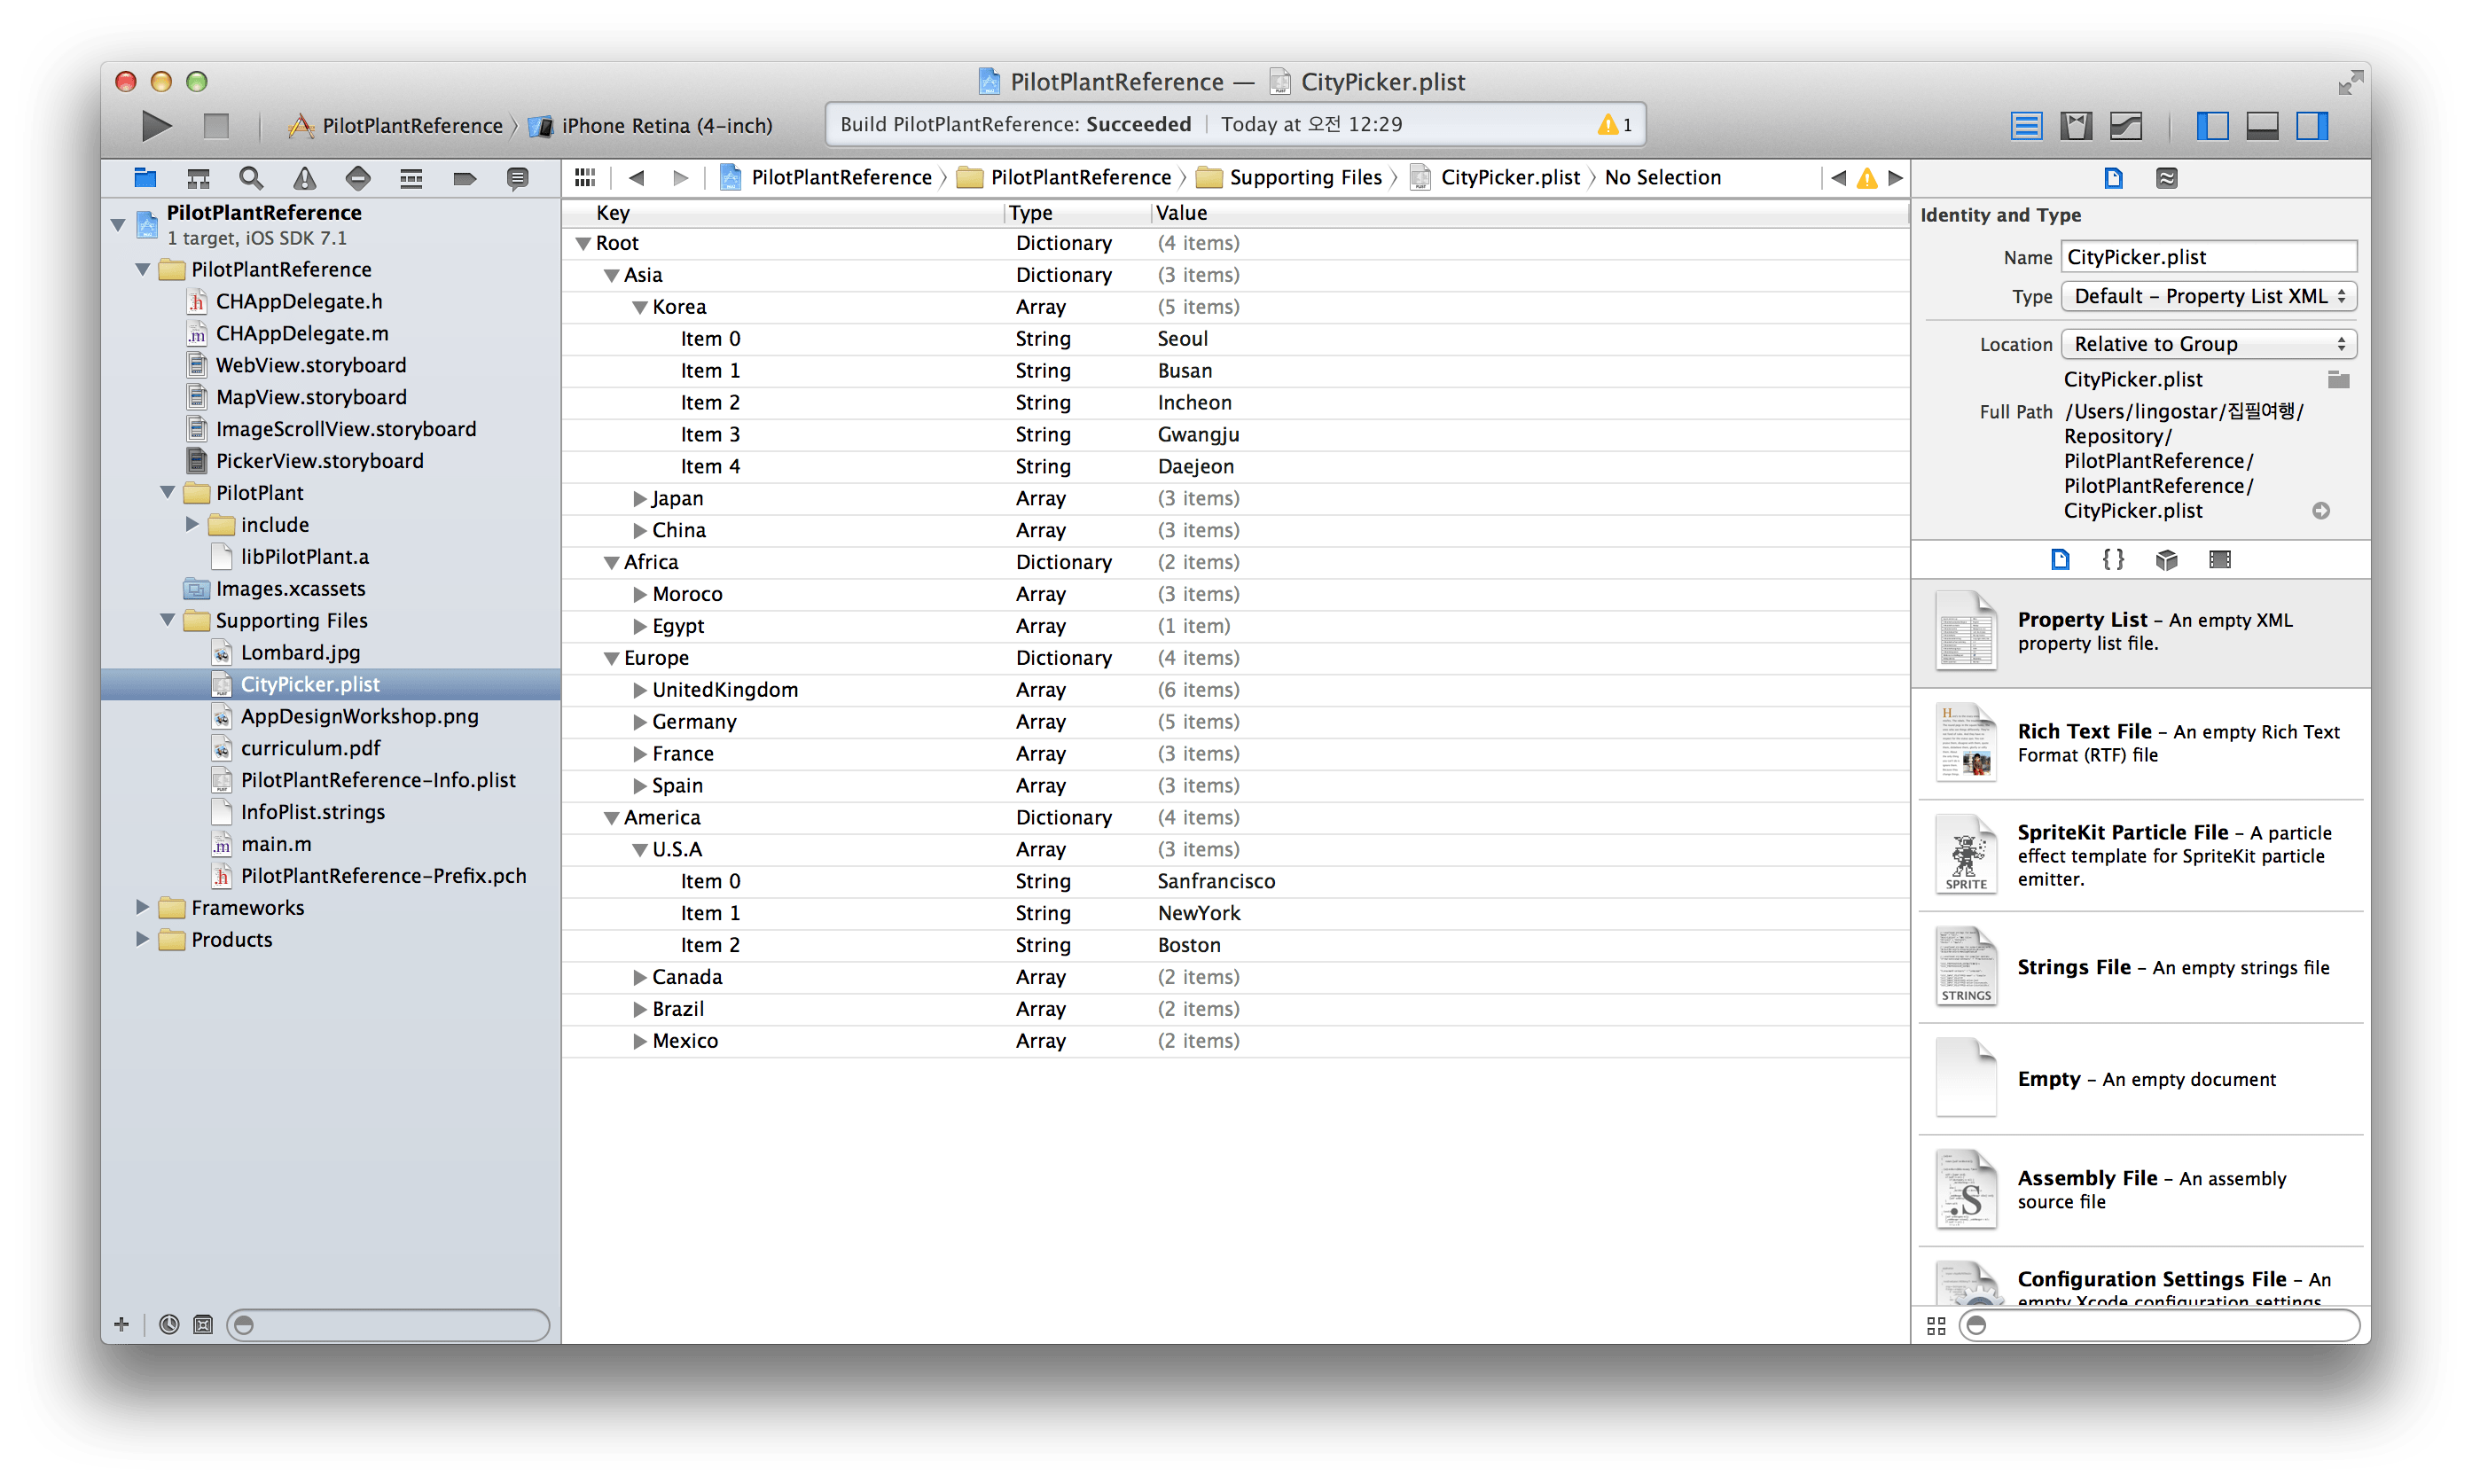 PilotPlantReference — CityPicker.plist
PilotPlantReference 〉 iPhone Retina (4-inch)
Build PilotPlantReference: Succeeded | Today at 오전 12:29
1
PilotPlantReference 〉 PilotPlantReference 〉 Supporting Files 〉 CityPicker.plist 〉 No Selection
PilotPlantReference
1 target, iOS SDK 7.1
PilotPlantReference
CHAppDelegate.h
CHAppDelegate.m
WebView.storyboard
MapView.storyboard
ImageScrollView.storyboard
PickerView.storyboard
PilotPlant
include
libPilotPlant.a
Images.xcassets
Supporting Files
Lombard.jpg
CityPicker.plist
AppDesignWorkshop.png
curriculum.pdf
PilotPlantReference-Info.plist
InfoPlist.strings
main.m
PilotPlantReference-Prefix.pch
Frameworks
Products
Key Type Value
Root Dictionary (4 items)
Asia Dictionary (3 items)
Korea Array (5 items)
Item 0 String Seoul
Item 1 String Busan
Item 2 String Incheon
Item 3 String Gwangju
Item 4 String Daejeon
Japan Array (3 items)
China Array (3 items)
Africa Dictionary (2 items)
Moroco Array (3 items)
Egypt Array (1 item)
Europe Dictionary (4 items)
UnitedKingdom Array (6 items)
Germany Array (5 items)
France Array (3 items)
Spain Array (3 items)
America Dictionary (4 items)
U.S.A Array (3 items)
Item 0 String Sanfrancisco
Item 1 String NewYork
Item 2 String Boston
Canada Array (2 items)
Brazil Array (2 items)
Mexico Array (2 items)
Identity and Type
Name CityPicker.plist
Type Default - Property List XML
Location Relative to Group
CityPicker.plist
Full Path /Users/lingostar/집필여행/
Repository/
PilotPlantReference/
PilotPlantReference/
CityPicker.plist
{ }
Property List – An empty XML
property list file.
Rich Text File – An empty Rich Text
Format (RTF) file
SPRITE
SpriteKit Particle File – A particle
effect template for SpriteKit particle
emitter.
STRINGS
Strings File – An empty strings file
Empty – An empty document
.S
Assembly File – An assembly
source file
Configuration Settings File – An
empty Xcode configuration settings